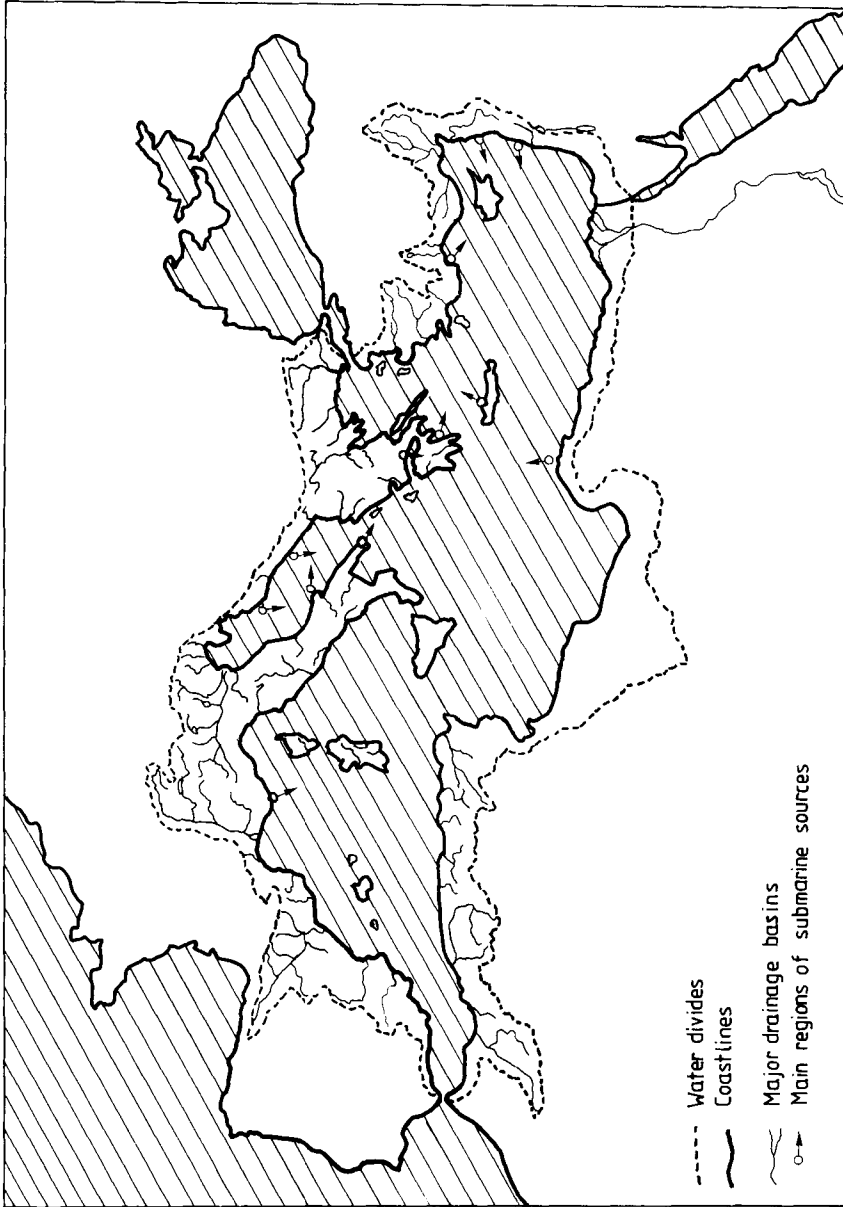 Water divides
Coastlines
Major drainage basins
Main regions of submarine sources